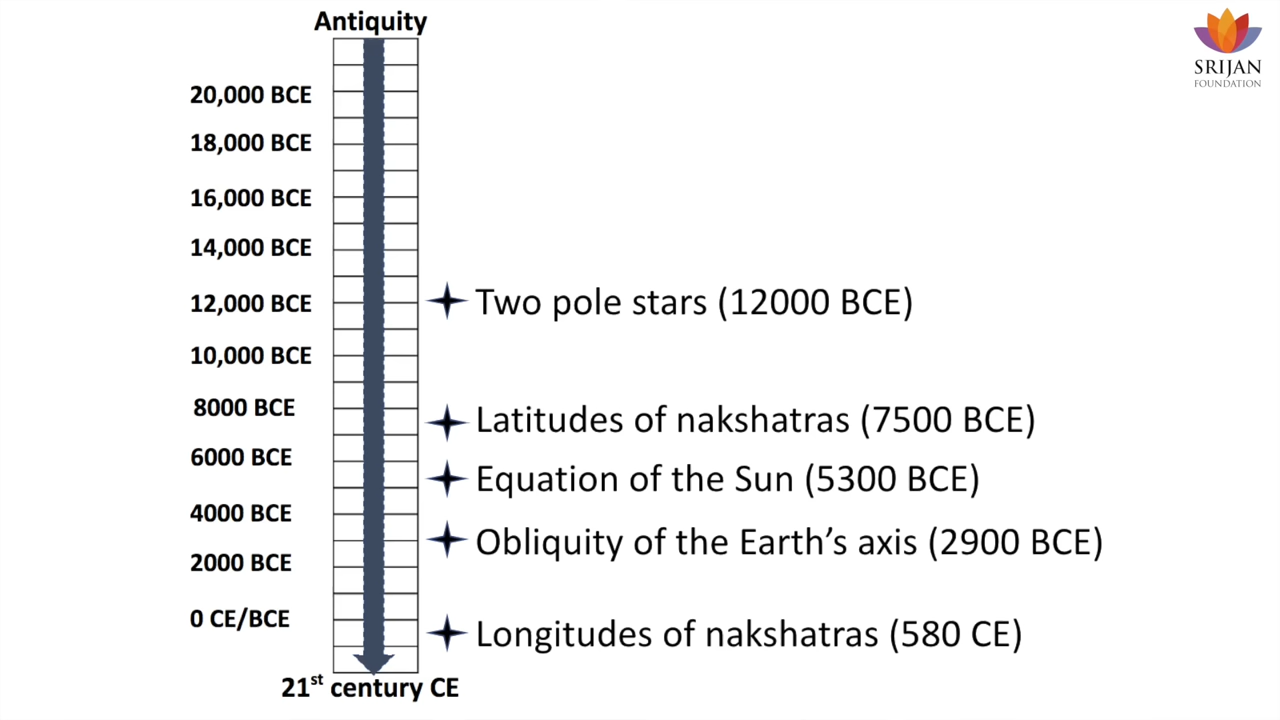 Antiquity
SRIJAN
FOUNDATION
20,000 BCE
18,000 BCE
16,000 BCE
14,000 BCE
12,000 BCE
Two pole stars (12000 BCE)
10,000 BCE
8000 BCE
Latitudes of nakshatras (7500 BCE)
6000 BCE
Equation of the Sun (5300 BCE)
4000 BCE
Obliquity of the Earth’s axis (2900 BCE)
2000 BCE
0 CE/BCE
Longitudes of nakshatras (580 CE)
21st century CE